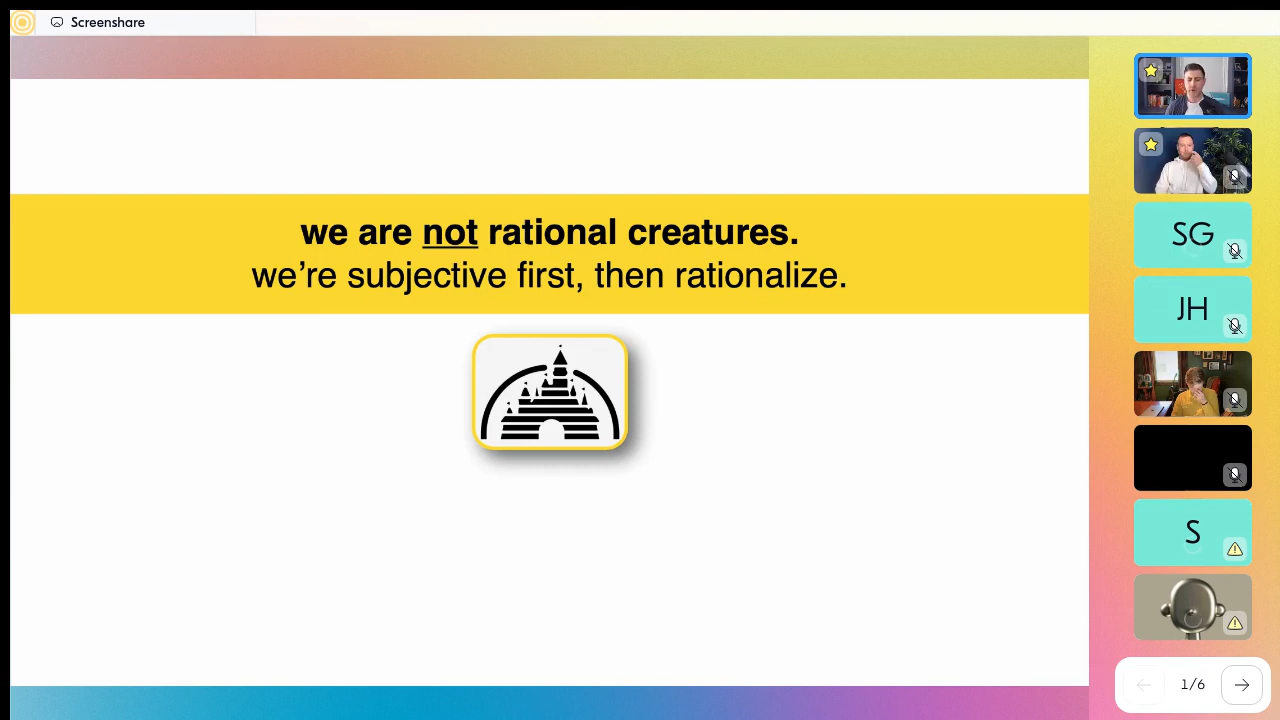 Screenshare
we are not rational creatures.
we’re subjective first, then rationalize.
SG
JH
S
1/6